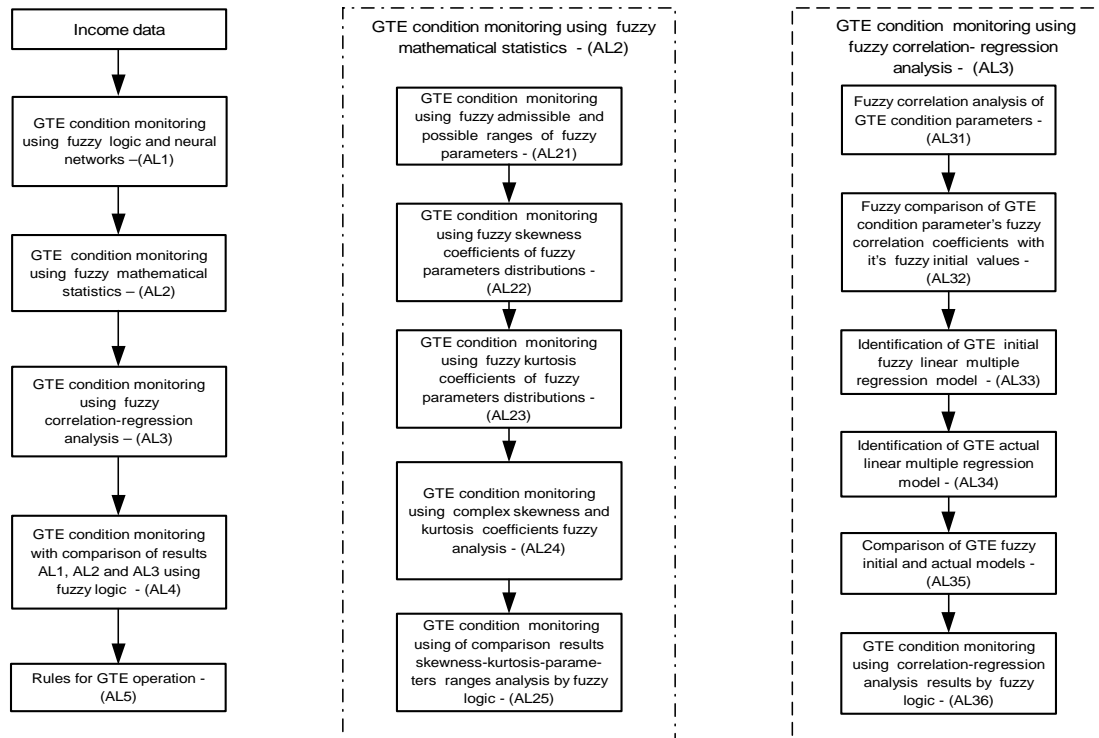 Income data
GTE condition monitoring
using fuzzy logic and neural
networks –(AL1)
GTE condition monitoring
using fuzzy mathematical
statistics – (AL2)
GTE condition monitoring
using fuzzy
correlation-regression
analysis – (AL3)
GTE condition monitoring
with comparison of results
AL1, AL2 and AL3 using
fuzzy logic - (AL4)
Rules for GTE operation -
(AL5)
GTE condition monitoring using fuzzy
mathematical statistics - (AL2)
GTE condition monitoring
using fuzzy admissible and
possible ranges of fuzzy
parameters - (AL21)
GTE condition monitoring
using fuzzy skewness
coefficients of fuzzy
parameters distributions -
(AL22)
GTE condition monitoring
using fuzzy kurtosis
coefficients of fuzzy
parameters distributions -
(AL23)
GTE condition monitoring
using complex skewness and
kurtosis coefficients fuzzy
analysis - (AL24)
GTE condition monitoring
using of comparison results
skewness-kurtosis-parame-
ters ranges analysis by fuzzy
logic - (AL25)
GTE condition monitoring using
fuzzy correlation- regression
analysis - (AL3)
Fuzzy correlation analysis of
GTE condition parameters -
(AL31)
Fuzzy comparison of GTE
condition parameter's fuzzy
correlation coefficients with
it's fuzzy initial values -
(AL32)
Identification of GTE initial
fuzzy linear multiple
regression model - (AL33)
Identification of GTE actual
linear multiple regression
model - (AL34)
Comparison of GTE fuzzy
initial and actual models -
(AL35)
GTE condition monitoring
using correlation-regression
analysis results by fuzzy
logic - (AL36)